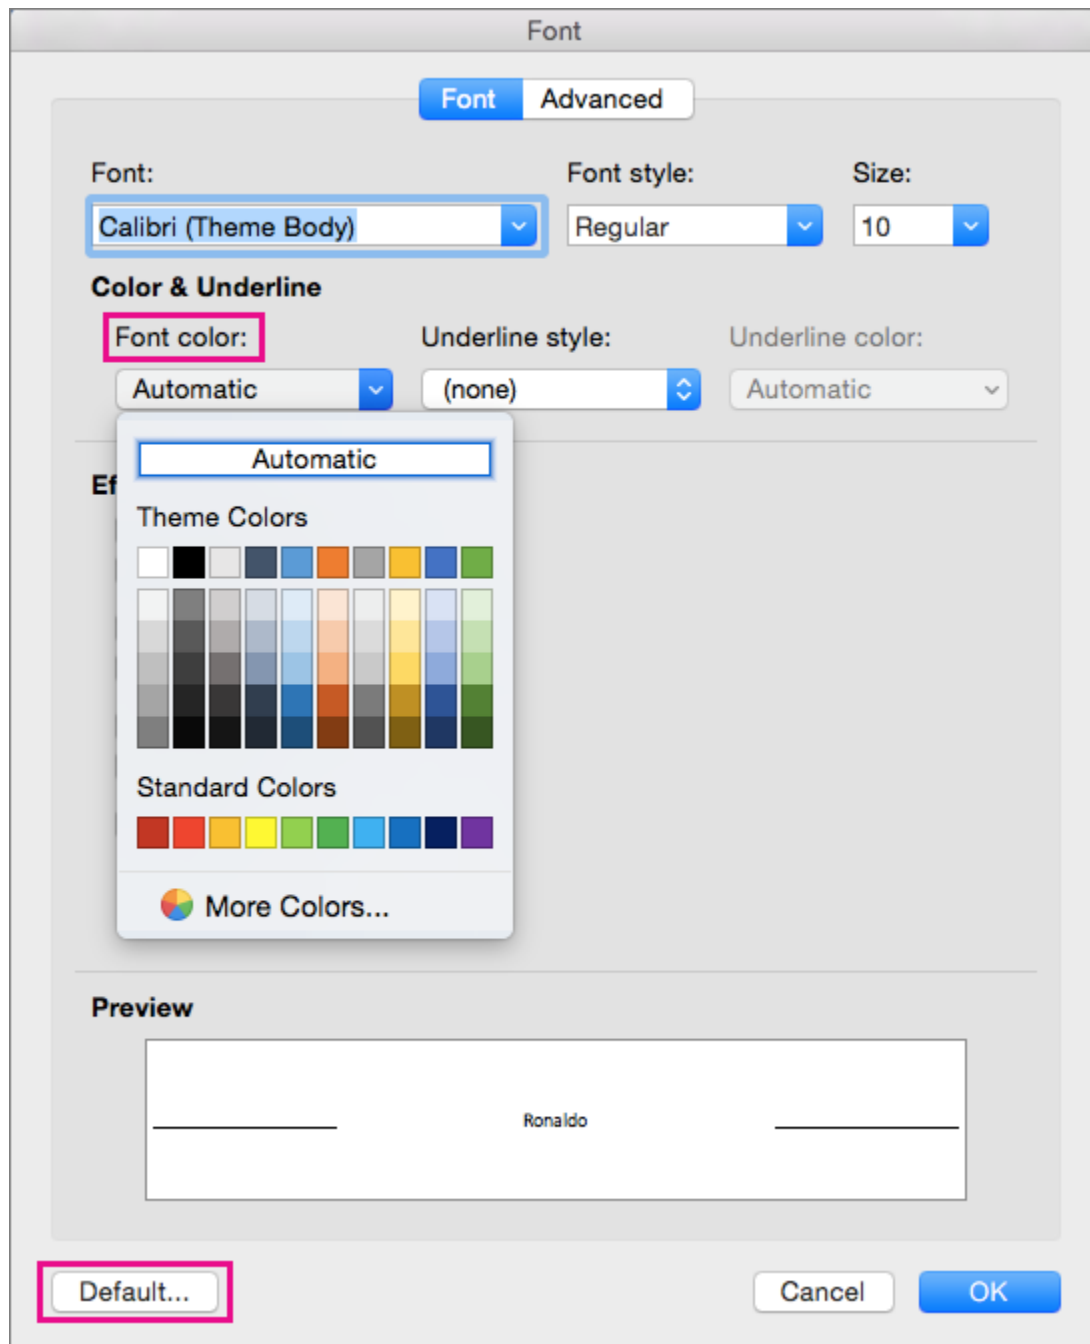 Font
Font Advanced
Font: Font style: Size:
Calibri (Theme Body) Regular 10
Color & Underline
Font color: Underline style: Underline color:
Automatic (none) Automatic
Automatic
Ef
Theme Colors
Standard Colors
More Colors...
Preview
Ronaldo
Default... Cancel OK